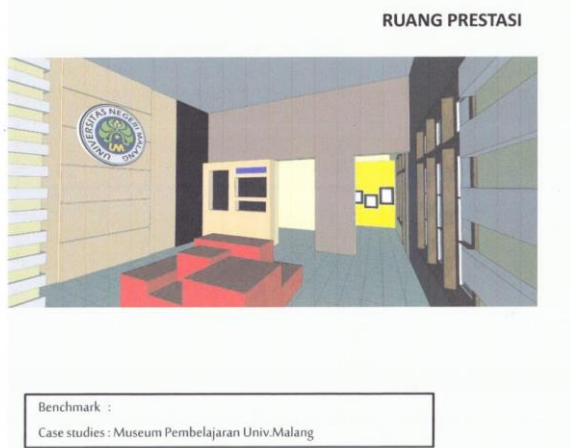 RUANG PRESTASI
UNIVERSITAS NEGERI MALANG
UM
Benchmark :
Case studies : Museum Pembelajaran Univ.Malang